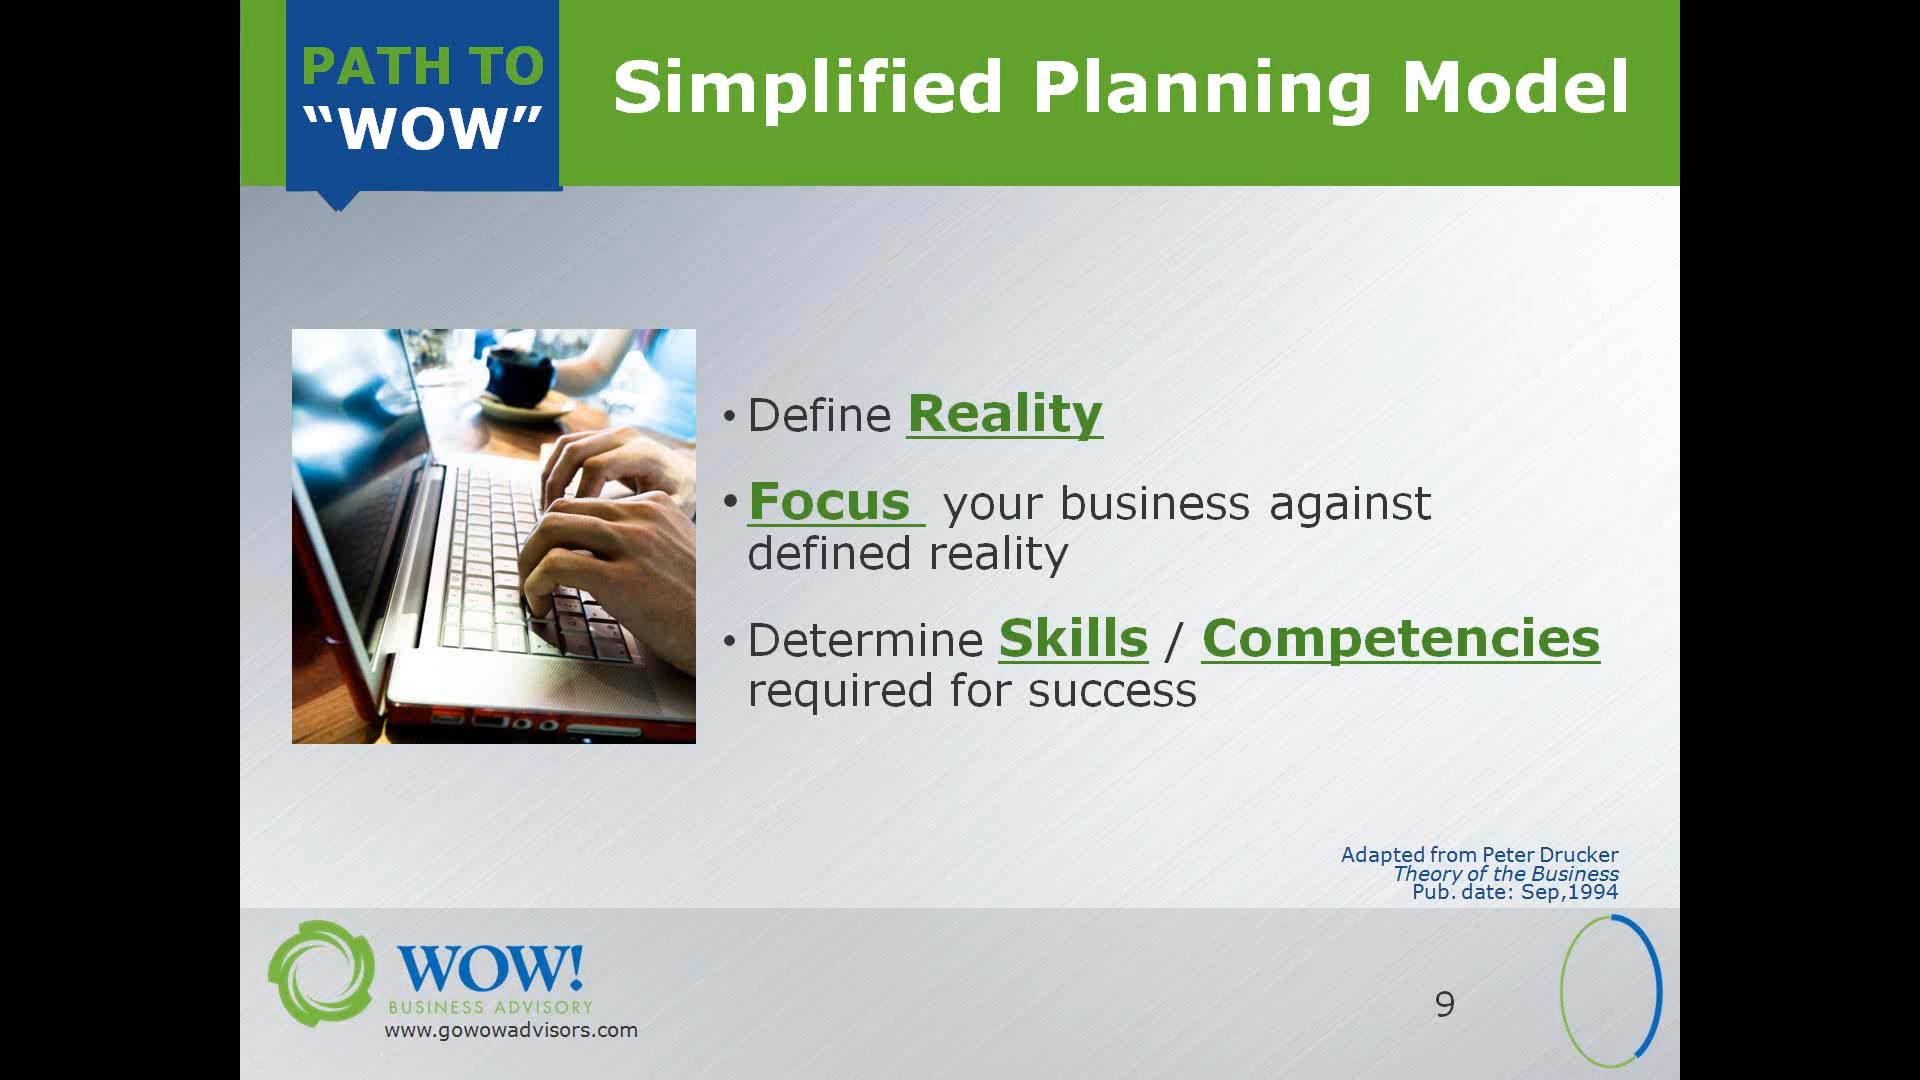 PATH TO
“WOW”
Simplified Planning Model
• Define Reality
• Focus your business against
defined reality
• Determine Skills / Competencies
required for success
Adapted from Peter Drucker
Theory of the Business
Pub. date: Sep,1994
WOW!
BUSINESS ADVISORY
www.gowowadvisors.com
9